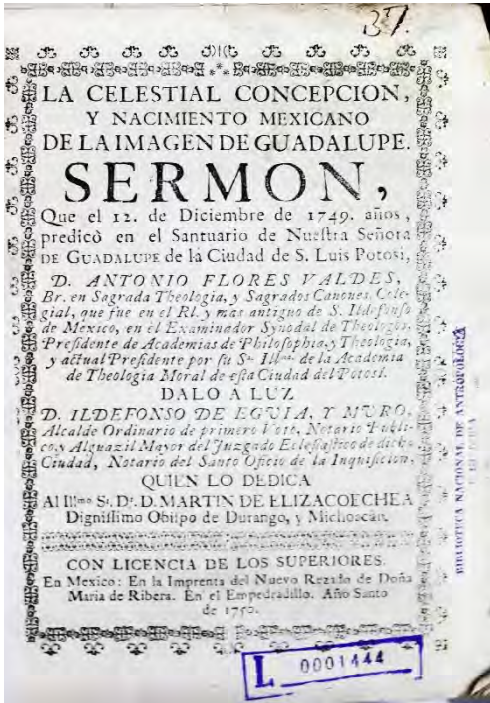 37.
LA CELESTIAL CONCEPCION,
Y NACIMIENTO MEXICANO
DE LA IMAGEN DE GUADALUPE.
SERMON,
Que el 12. de Diciembre de 1749. años,
predicò en el Santuario de Nueſtra Señora
DE GUADALUPE de la Ciudad de S. Luis Potosi,
D. ANTONIO FLORES VALDES,
Br. en Sagrada Theologia, y Sagrados Canones, Cole-
gial, que fue en el Rl. y mas antiguo de S. Ildefonso
de Mexico, en el Examinador Synodal de Theologos,
Preſidente de Academias de Philoſophia, y Theologia,
y actual Preſidente por ſu Sa. Illma. de la Academia
de Theologia Moral de eſta Ciudad del Potosi.
DALO A LUZ
D. ILDEFONSO DE EGUIA, Y MURO,
Alcalde Ordinario de primero Voto, Notario Publi-
co, y Alguazil Mayor del Juzgado Ecleſiaſtico de dicha
Ciudad, Notario del Santo Oficio de la Inquiſicion,
QUIEN LO DEDICA
Al Illmo Sr. Dr. D. MARTIN DE ELIZACOECHEA
Digniſſimo Obiſpo de Durango, y Michoacàn.
CON LICENCIA DE LOS SUPERIORES.
En Mexico: En la Imprenta del Nuevo Rezado de Doña
Maria de Ribera. En el Empedradillo. Año Santo
de 1750.
BIBLIOTECA NACIONAL DE ANTROPOLOGÍA
L 0001444